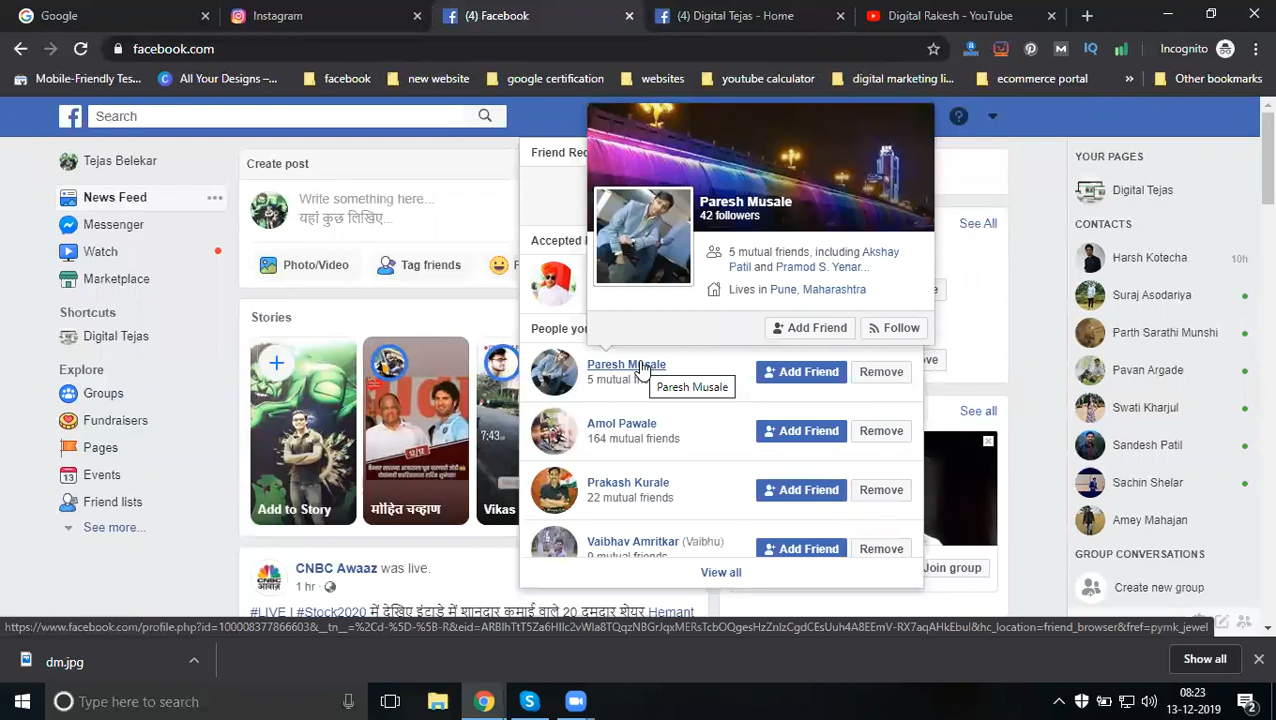 Google
Instagram
(4) Facebook
(4) Digital Tejas - Home
Digital Rakesh - YouTube
facebook.com
Incognito
Mobile-Friendly Tes...
All Your Designs –...
facebook
new website
google certification
websites
youtube calculator
digital marketing li...
ecommerce portal
Other bookmarks
Search
Tejas Belekar
News Feed
Messenger
Watch
Marketplace
Shortcuts
Digital Tejas
Explore
Groups
Fundraisers
Pages
Events
Friend lists
See more...
Create post
Write something here...
यहां कुछ लिखिए...
Photo/Video
Tag friends
Stories
Add to Story
मोहित चव्हाण
12/12
7:43
Vikas
CNBC Awaaz was live.
1 hr
#LIVE I #Stock2020 में देखिए इंटाडे में शानदार कमाई वाले 20 दमदार शेयर Hemant
Friend Rec
Accepted
People you
Paresh Musale
42 followers
5 mutual friends, including Akshay
Patil and Pramod S. Yenar...
Lives in Pune, Maharashtra
Add Friend
Follow
Paresh Musale
5 mutual
Paresh Musale
Add Friend
Remove
Amol Pawale
164 mutual friends
Add Friend
Remove
Prakash Kurale
22 mutual friends
Add Friend
Remove
Vaibhav Amritkar (Vaibhu)
9 mutual friends
Add Friend
Remove
View all
See All
See all
Join group
YOUR PAGES
Digital Tejas
CONTACTS
Harsh Kotecha
10h
Suraj Asodariya
Parth Sarathi Munshi
Pavan Argade
Swati Kharjul
Sandesh Patil
Sachin Shelar
Amey Mahajan
GROUP CONVERSATIONS
Create new group
dm.jpg
Show all
Type here to search
08:23
13-12-2019
2